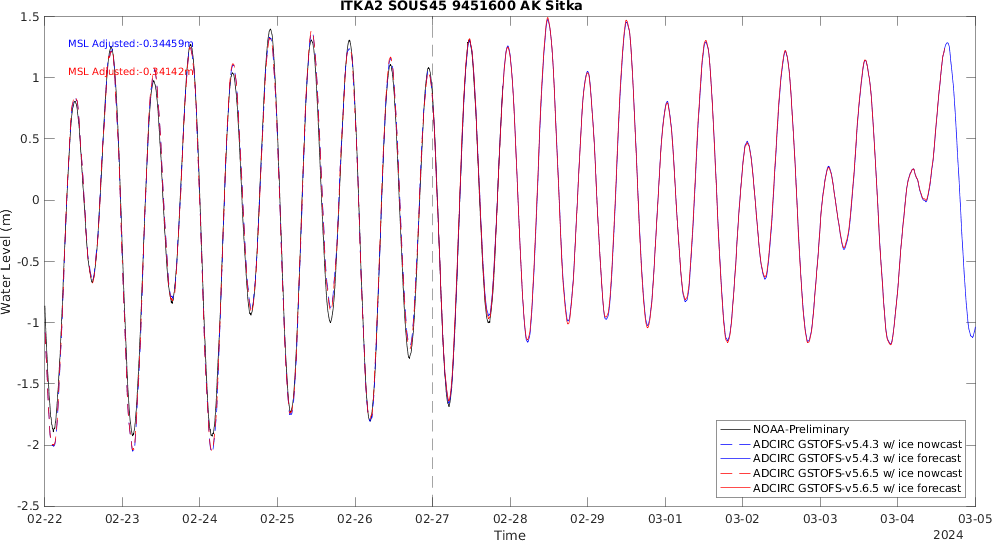 ITKA2 SOUS45 9451600 AK Sitka
MSL Adjusted:-0.34459m
MSL Adjusted:-0.34142m
Water Level (m)
1.5
1
0.5
0
-0.5
-1
-1.5
-2
-2.5
NOAA-Preliminary
ADCIRC GSTOFS-v5.4.3 w/ ice nowcast
ADCIRC GSTOFS-v5.4.3 w/ ice forecast
ADCIRC GSTOFS-v5.6.5 w/ ice nowcast
ADCIRC GSTOFS-v5.6.5 w/ ice forecast
02-22 02-23 02-24 02-25 02-26 02-27 02-28 02-29 03-01 03-02 03-03 03-04 03-05
Time
2024